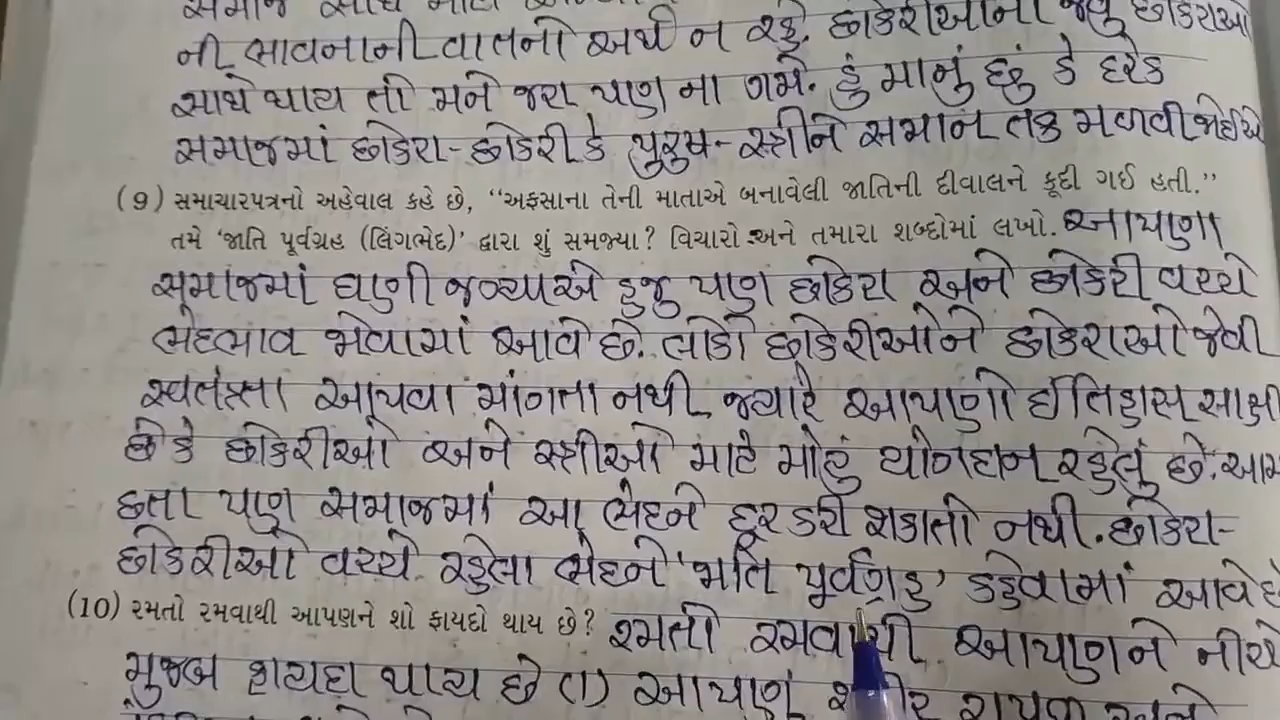 સમાજ સાથે
ની ભાવનાની વાતનો અર્થ ન રહે. છોકરીઓના જેવું છોકરાઓ
સાથે થાય તો મને જરા પણ ના ગમે. હું માનું છું કે દરેક
સમાજમાં છોકરા-છોકરી કે પુરુષ-સ્ત્રીને સમાન તક મળવી જોઈએ
(9) સમાચારપત્રનો અહેવાલ કહે છે, “અફસાના તેની માતાએ બનાવેલી જાતિની દીવાલને કૂદી ગઈ હતી.”
તમે ‘જાતિ પૂર્વગ્રહ (લિંગભેદ)’ દ્વારા શું સમજ્યા? વિચારો અને તમારા શબ્દોમાં લખો. આપણા
સમાજમાં ઘણી જગ્યાએ હજુ પણ છોકરા અને છોકરી વચ્ચે
ભેદભાવ જોવામાં આવે છે. લોકો છોકરીઓને છોકરાઓ જેવી
સ્વતંત્રતા આપવા માંગતા નથી જ્યારે આપણો ઈતિહાસ સાક્ષી
છે કે છોકરીઓ અને સ્ત્રીઓ માટે મોટું યોગદાન રહેલું છે. આમ
છતા પણ સમાજમાં આ ભેદને દૂર કરી શકાતો નથી. છોકરા-
છોકરીઓ વચ્ચે રહેલા ભેદને ‘જાતિ પૂર્વગ્રહ’ કહેવામાં આવે છે
(10) રમતો રમવાથી આપણને શો ફાયદો થાય છે? રમતો રમવાથી આપણને નીચે
મુજબ ફાયદા થાય છે (1) આપણું શરીર